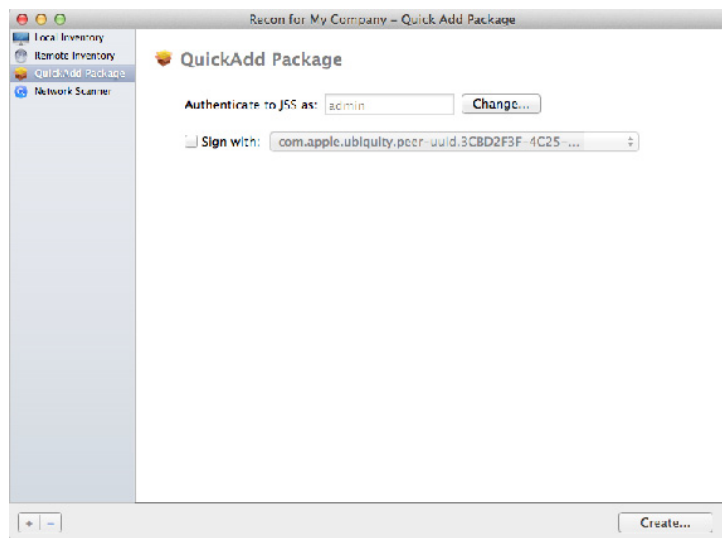 Recon for My Company – Quick Add Package
Local Inventory
Remote Inventory
QuickAdd Package
Network Scanner
QuickAdd Package
Authenticate to JSS as: admin Change...
Sign with: com.apple.ubiquity.peer-uuid.3CBD2F3F-4C25-...
+ -
Create...